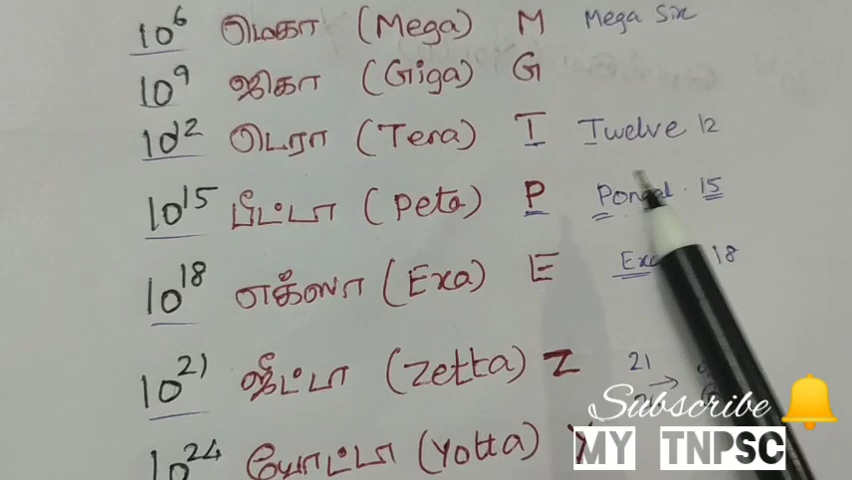 10⁶ மெகா (Mega) M Mega Six
10⁹ ஜிகா (Giga) G
10¹² டெரா (Tera) T Twelve 12
10¹⁵ பீட்டா (Peta) P Pongal. 15
10¹⁸ எக்ஸா (Exa) E Exa 18
10²¹ ஜீட்டா (Zetta) Z 21
10²⁴ யோட்டா (Yotta) Y
Subscribe
MY TNPSC